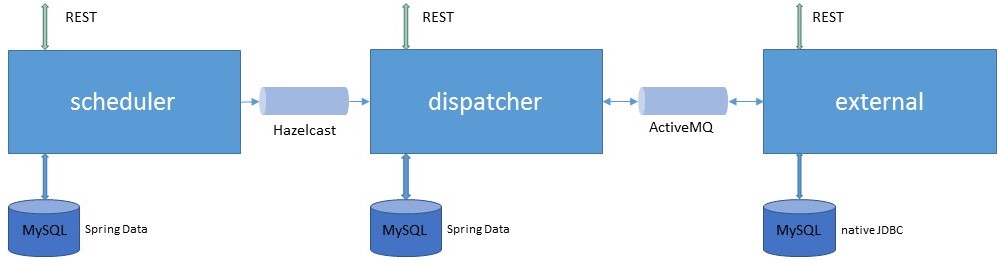 REST
REST
REST
scheduler
dispatcher
external
Hazelcast
ActiveMQ
MySQL
Spring Data
MySQL
Spring Data
MySQL
native JDBC